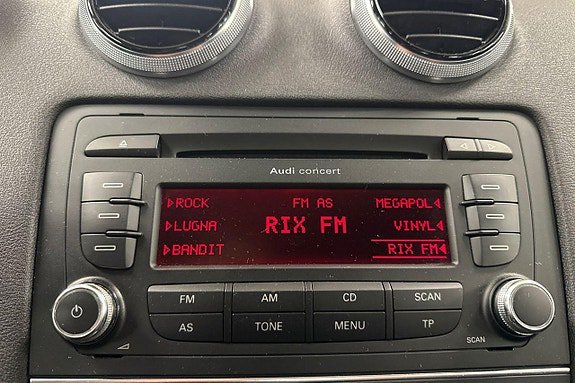 Audi concert
ROCK FM AS MEGAPOL
LUGNA RIX FM VINYL
BANDIT RIX FM
FM AM CD SCAN
AS TONE MENU TP
SCAN